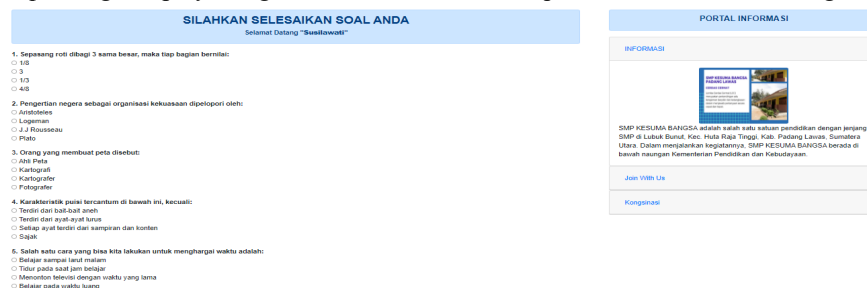 SILAHKAN SELESAIKAN SOAL ANDA
Selamat Datang "Susilawati"
1. Sepasang roti dibagi 3 sama besar, maka tiap bagian bernilai:
1/8
3
1/3
4/8
2. Pengertian negera sebagai organisasi kekuasaan dipelopori oleh:
Aristoteles
Logeman
J.J Rousseau
Plato
3. Orang yang membuat peta disebut:
Ahli Peta
Kartografi
Kartografer
Fotografer
4. Karakteristik puisi tercantum di bawah ini, kecuali:
Terdiri dari bait-bait aneh
Terdiri dari ayat-ayat lurus
Setiap ayat terdiri dari sampiran dan konten
Sajak
5. Salah satu cara yang bisa kita lakukan untuk menghargai waktu adalah:
Belajar sampai larut malam
Tidur pada saat jam belajar
Menonton televisi dengan waktu yang lama
Belajar pada waktu luang
PORTAL INFORMASI
INFORMASI
SMP KESUMA BANGSA
PADANG LAWAS
SMP KESUMA BANGSA adalah salah satu satuan pendidikan dengan jenjang
SMP di Lubuk Bunut, Kec. Huta Raja Tinggi, Kab. Padang Lawas, Sumatera
Utara. Dalam menjalankan kegiatannya, SMP KESUMA BANGSA berada di
bawah naungan Kementerian Pendidikan dan Kebudayaan.
Join With Us
Kongsinasi